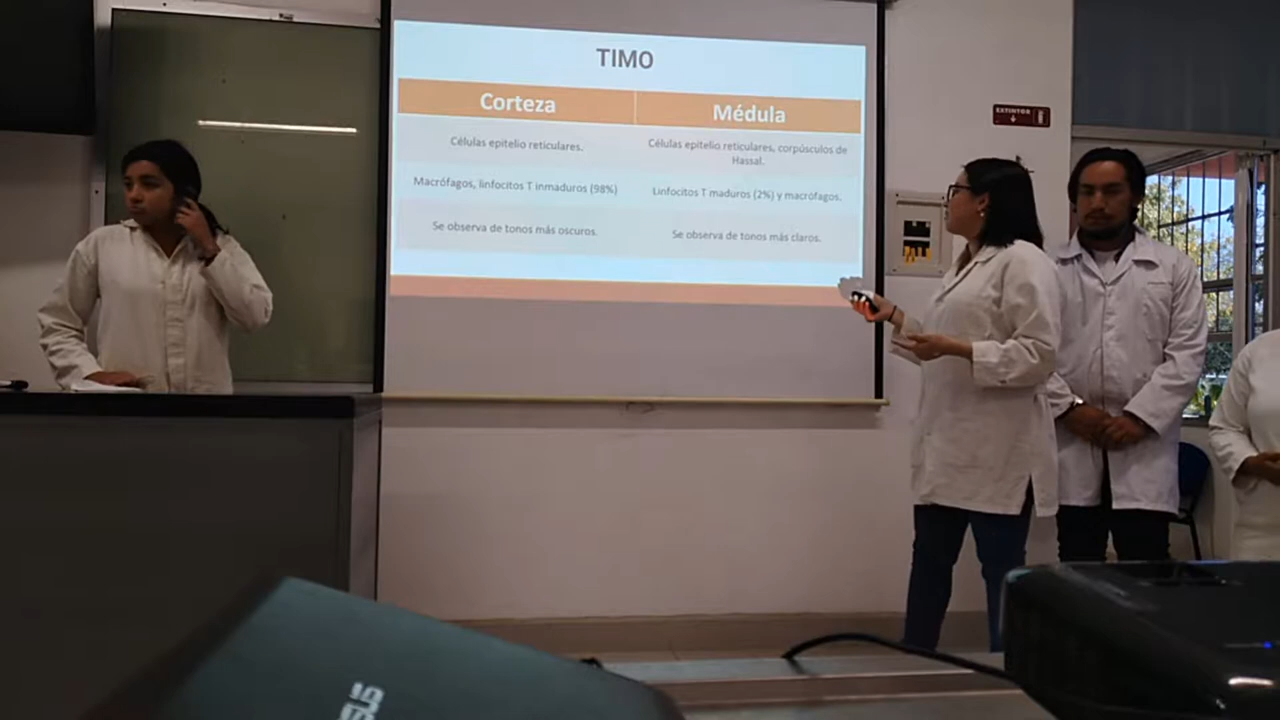 TIMO
Corteza
Médula
Células epitelio reticulares.
Células epitelio reticulares, corpúsculos de
Hassal.
Macrófagos, linfocitos T inmaduros (98%)
Linfocitos T maduros (2%) y macrófagos.
Se observa de tonos más oscuros.
Se observa de tonos más claros.
EXTINTOR